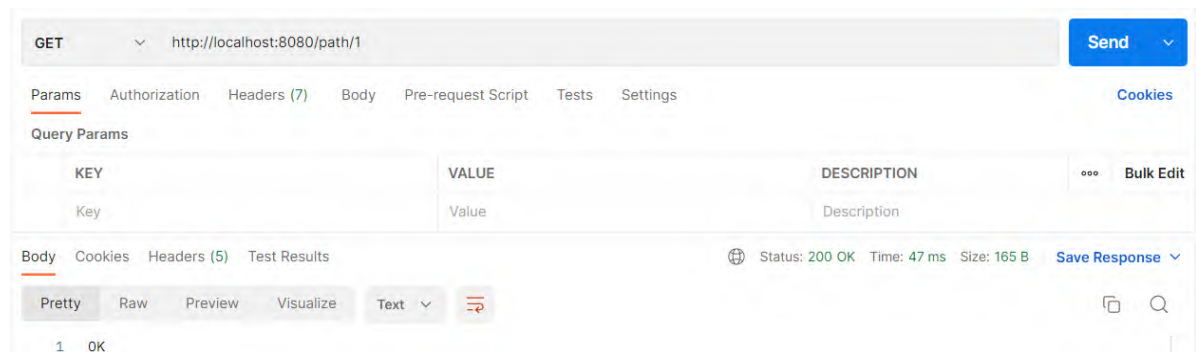 GET http://localhost:8080/path/1 Send
Params Authorization Headers (7) Body Pre-request Script Tests Settings Cookies
Query Params
KEY VALUE DESCRIPTION ooo Bulk Edit
Key Value Description
Body Cookies Headers (5) Test Results Status: 200 OK Time: 47 ms Size: 165 B Save Response
Pretty Raw Preview Visualize Text
1 OK